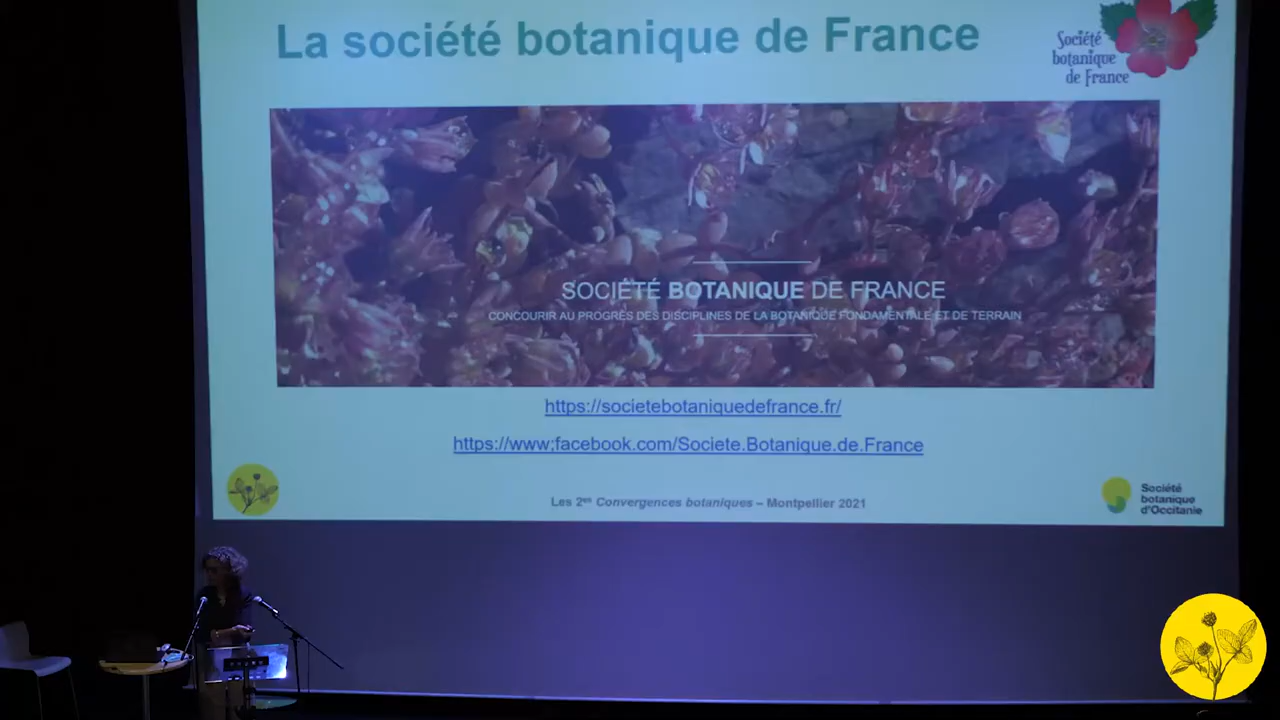 La société botanique de France
Société
botanique
de France
SOCIÉTÉ BOTANIQUE DE FRANCE
CONCOURIR AU PROGRÈS DES DISCIPLINES DE LA BOTANIQUE FONDAMENTALE ET DE TERRAIN
https://societebotaniquedefrance.fr/
https://www;facebook.com/Societe.Botanique.de.France
Les 2es Convergences botaniques – Montpellier 2021
Société
botanique
d'Occitanie